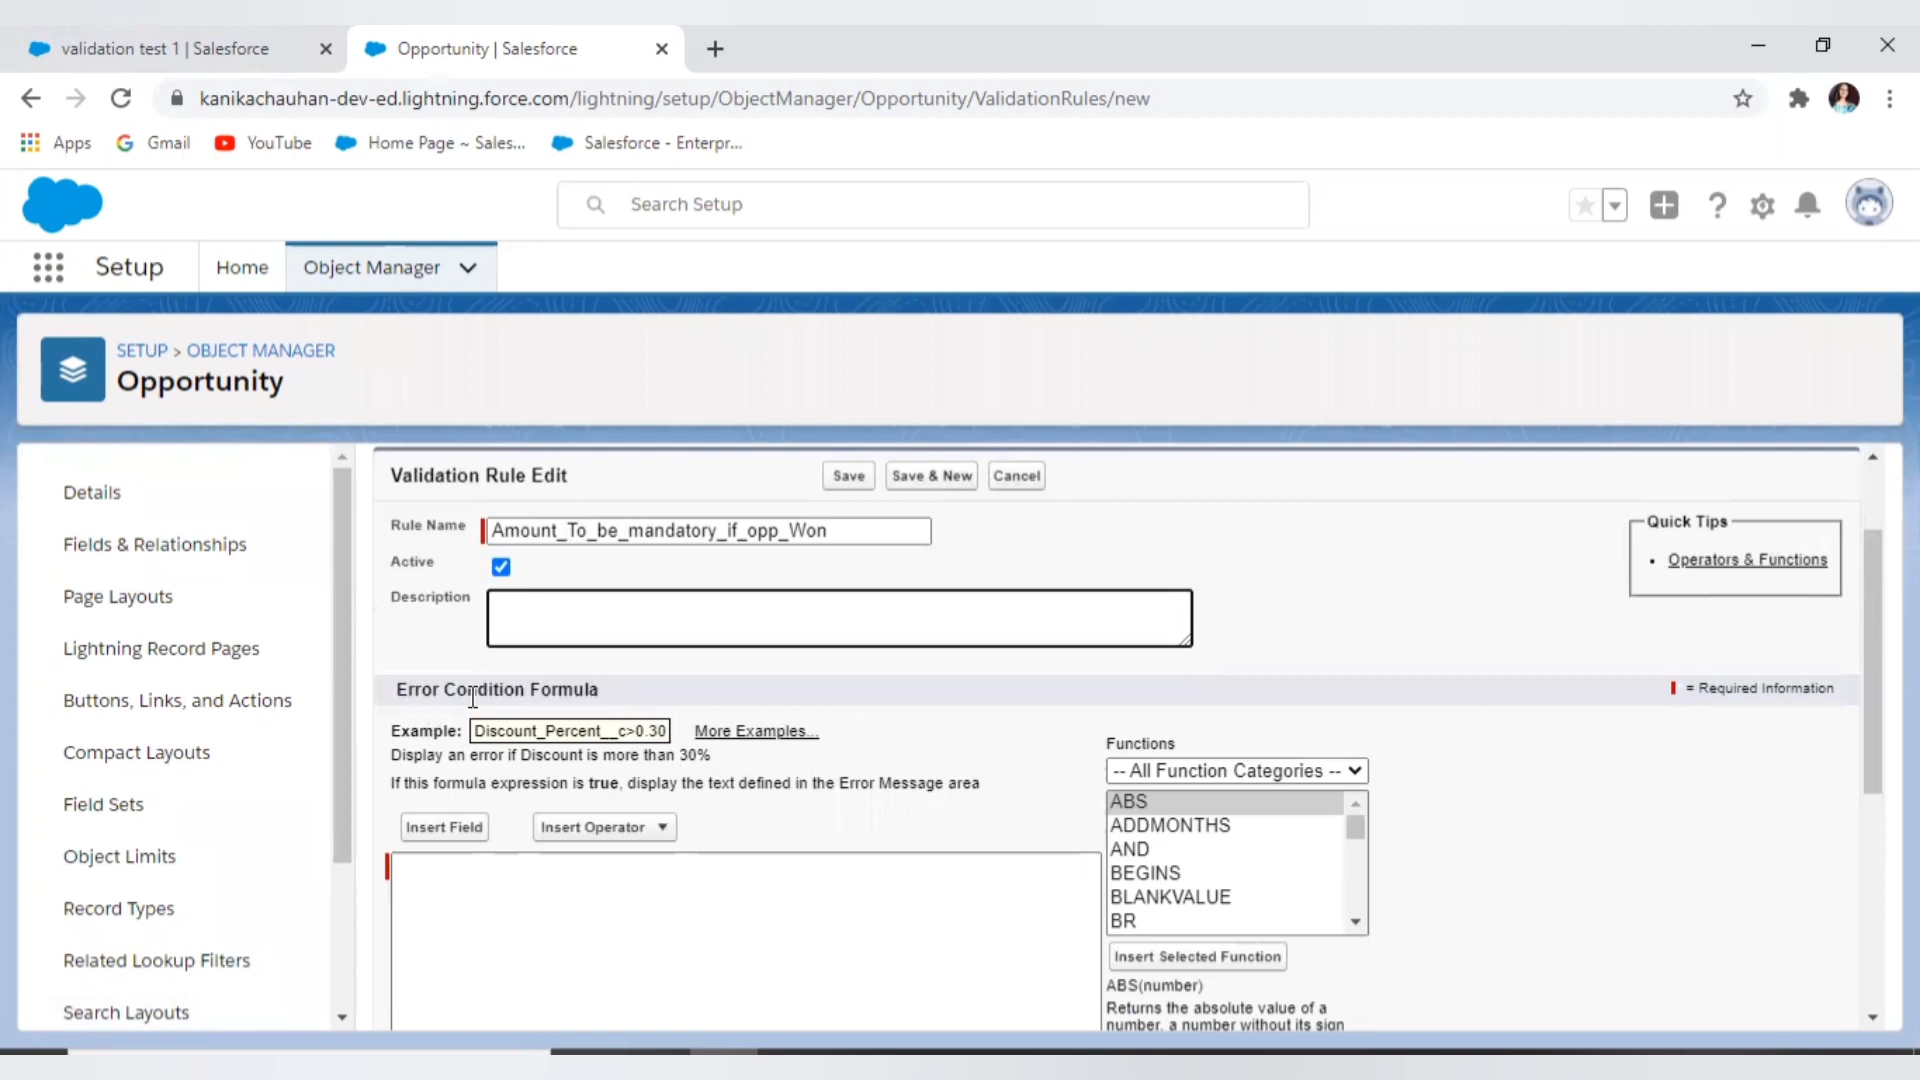 validation test 1 | Salesforce
Opportunity | Salesforce
kanikachauhan-dev-ed.lightning.force.com/lightning/setup/ObjectManager/Opportunity/ValidationRules/new
Apps
Gmail
YouTube
Home Page ~ Sales...
Salesforce - Enterpr...
Search Setup
Setup
Home
Object Manager
SETUP > OBJECT MANAGER
Opportunity
Details
Fields & Relationships
Page Layouts
Lightning Record Pages
Buttons, Links, and Actions
Compact Layouts
Field Sets
Object Limits
Record Types
Related Lookup Filters
Search Layouts
Validation Rule Edit
Save
Save & New
Cancel
Rule Name
Amount_To_be_mandatory_if_opp_Won
Active
Description
Quick Tips
• Operators & Functions
Error Condition Formula
= Required Information
Example: Discount_Percent__c>0.30 More Examples...
Display an error if Discount is more than 30%
If this formula expression is true, display the text defined in the Error Message area
Insert Field
Insert Operator
Functions
-- All Function Categories --
ABS
ADDMONTHS
AND
BEGINS
BLANKVALUE
BR
Insert Selected Function
ABS(number)
Returns the absolute value of a
number, a number without its sign